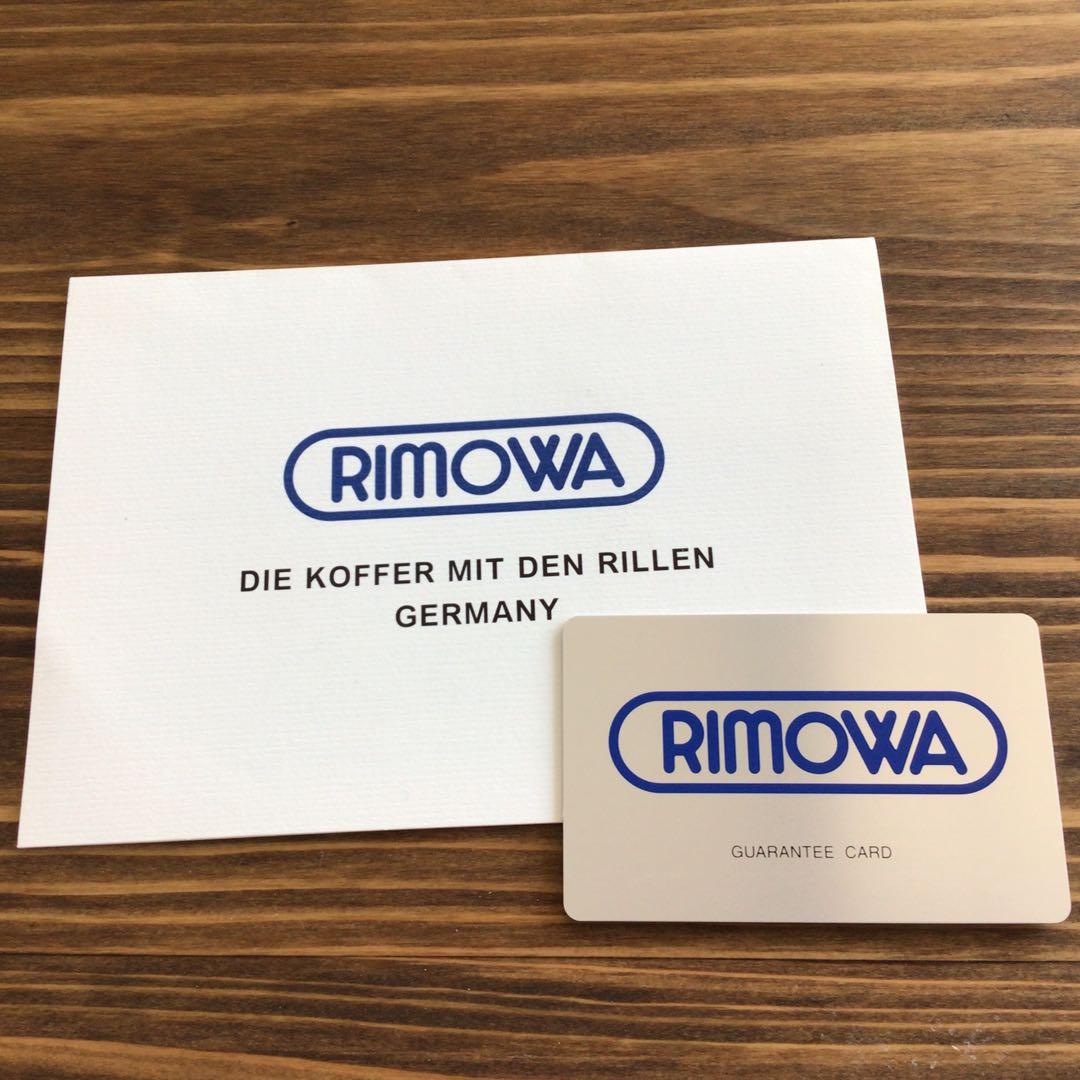 RIMOWA
DIE KOFFER MIT DEN RILLEN
GERMANY
RIMOWA
GUARANTEE CARD